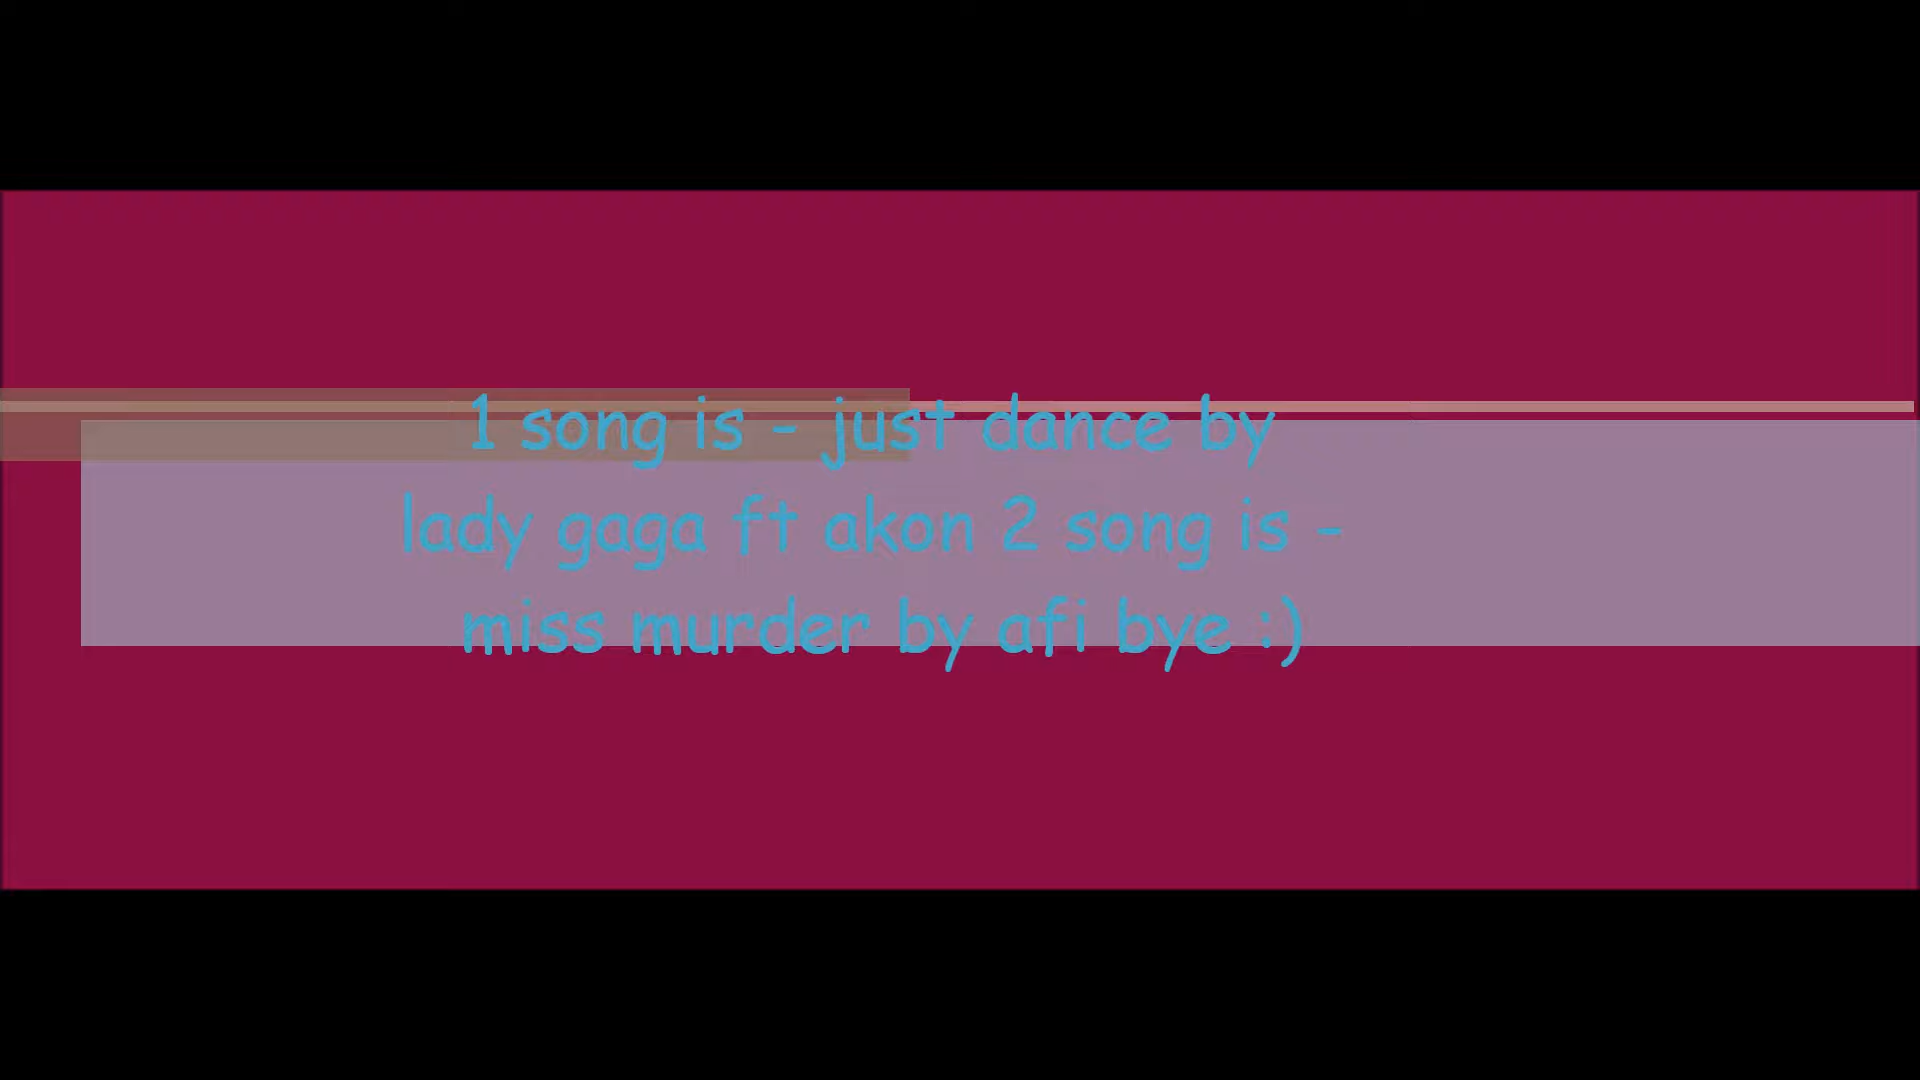 1 song is - just dance by
lady gaga ft akon 2 song is -
miss murder by afi bye :)